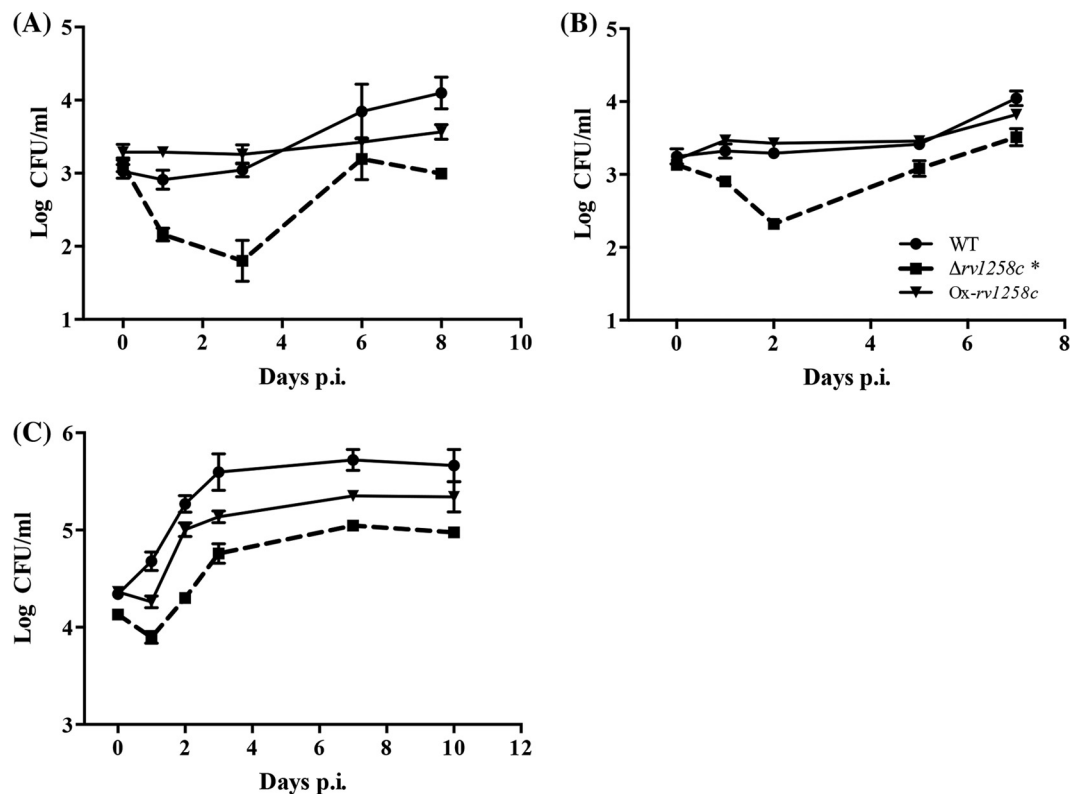 (A)
5
4
3
2
1
Log CFU/ml
0 2 4 6 8 10
Days p.i.
(B)
5
4
3
2
1
Log CFU/ml
WT
Δrv1258c *
Ox-rv1258c
0 2 4 6 8
Days p.i.
(C)
6
5
4
3
Log CFU/ml
0 2 4 6 8 10 12
Days p.i.